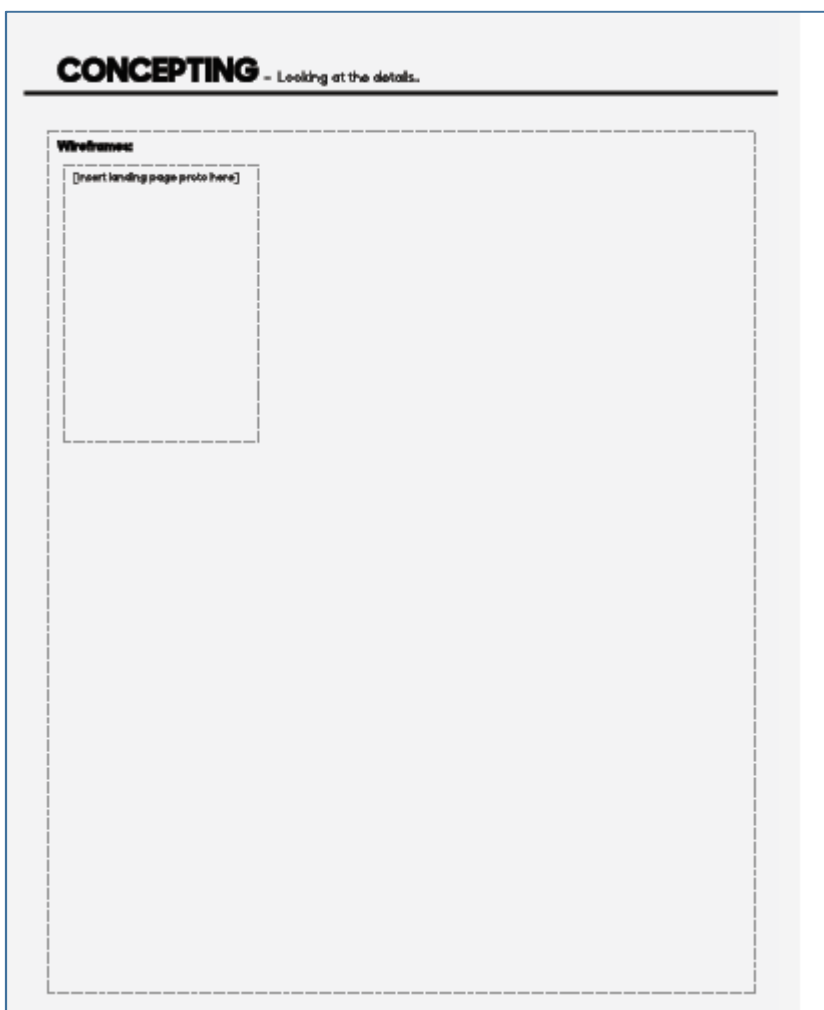 CONCEPTING - Looking at the details..
Wireframes:
[Insert landing page proto here]